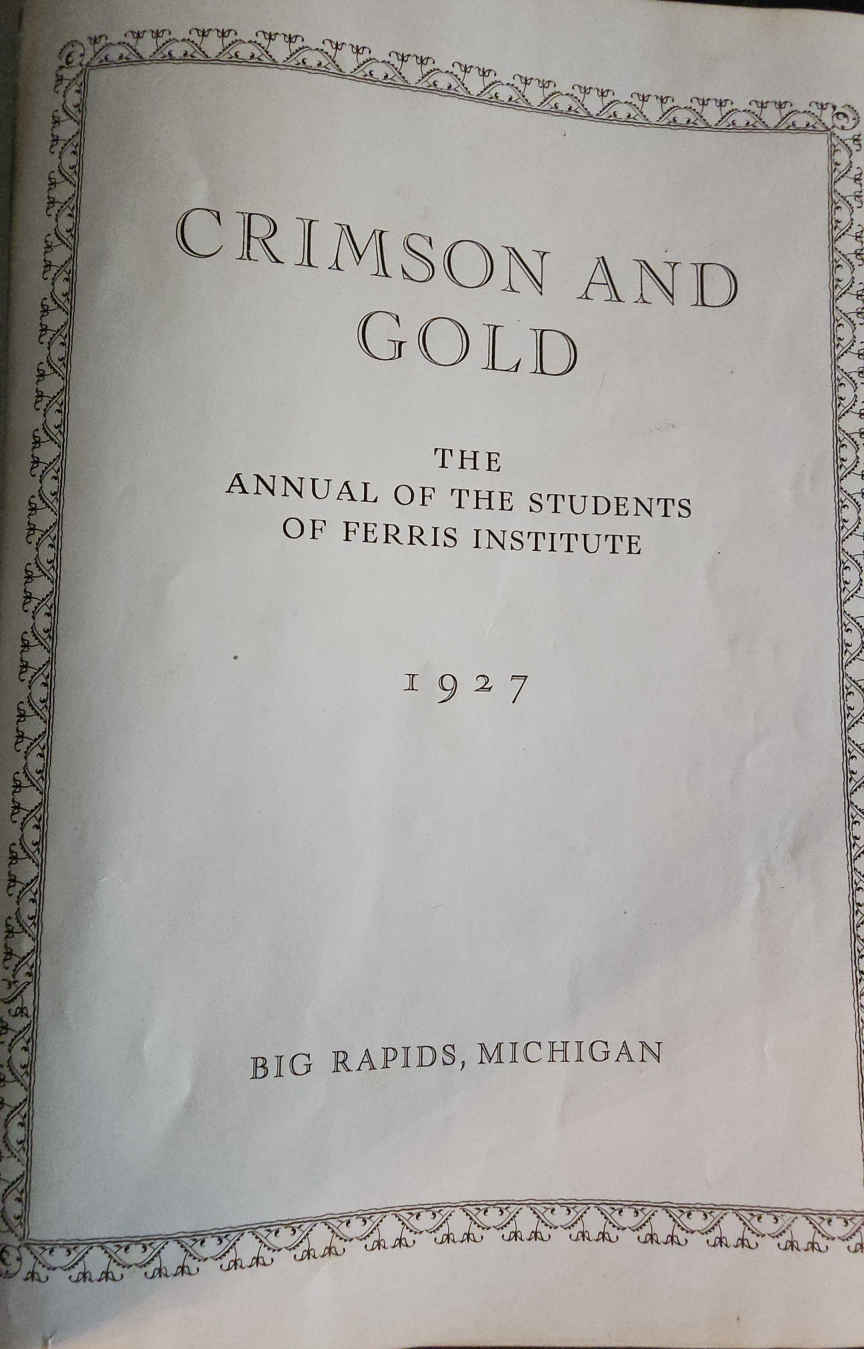 CRIMSON AND
GOLD
THE
ANNUAL OF THE STUDENTS
OF FERRIS INSTITUTE
1927
BIG RAPIDS, MICHIGAN